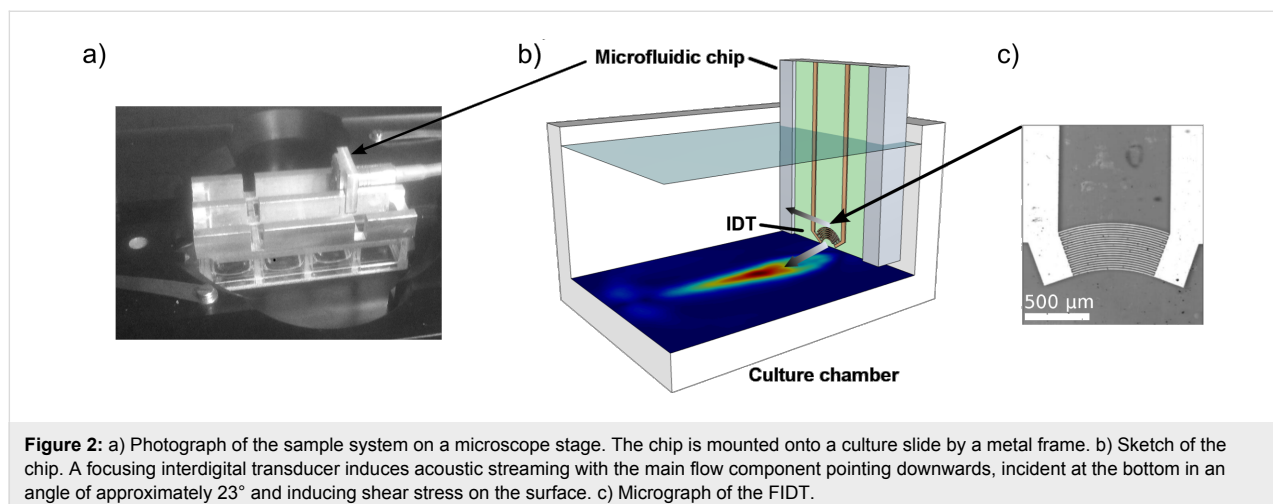 a)
b)
c)
Microfluidic chip
IDT
500 µm
Culture chamber
Figure 2: a) Photograph of the sample system on a microscope stage. The chip is mounted onto a culture slide by a metal frame. b) Sketch of the
chip. A focusing interdigital transducer induces acoustic streaming with the main flow component pointing downwards, incident at the bottom in an
angle of approximately 23° and inducing shear stress on the surface. c) Micrograph of the FIDT.